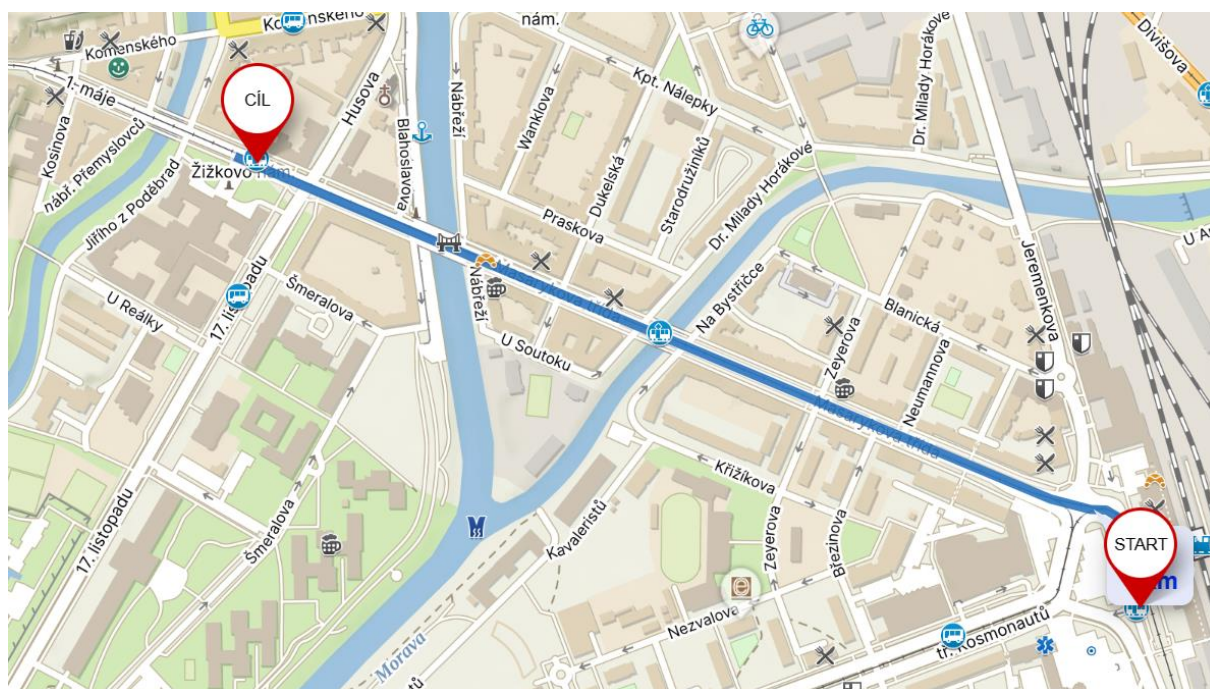 Komenského
nám.
Komenského
Divišova
1. máje
CÍL
Husova
Nábřeží
Wanklova
Kpt. Nálepky
Dr. Milady Horákové
Kosinova
nábř. Přemyslovců
Blahoslavova
Dukelská
Starodružiníků
Žižkovo nám.
Jiřího z Poděbrad
Praskova
Dr. Milady Horákové
U Reálky
17. listopadu
Šmeralova
Masarykova třída
Nábřeží
U Soutoku
Na Bystřičce
Zeyerova
Blanická
Jeremenkova
Neumannova
Masarykova třída
17. listopadu
Šmeralova
Křížíkova
Kavaleristů
Zeyerova
Březinova
START
m
Morava
Nezvalova
tř. Kosmonautů
tů